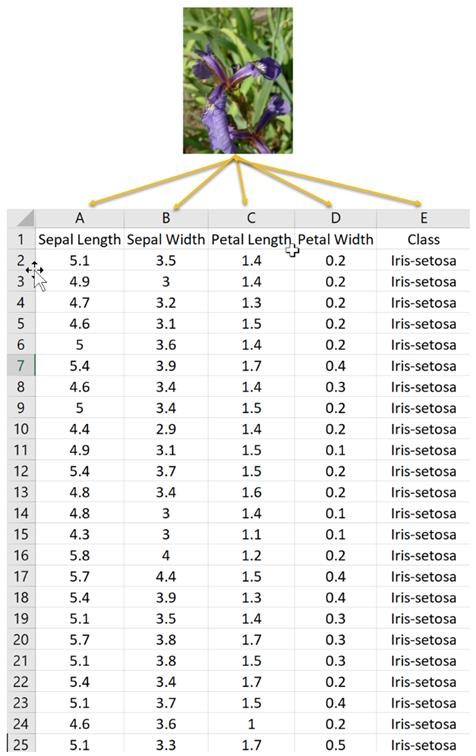 A B C D E
1 Sepal Length Sepal Width Petal Length Petal Width Class
2 5.1 3.5 1.4 0.2 Iris-setosa
3 4.9 3 1.4 0.2 Iris-setosa
4 4.7 3.2 1.3 0.2 Iris-setosa
5 4.6 3.1 1.5 0.2 Iris-setosa
6 5 3.6 1.4 0.2 Iris-setosa
7 5.4 3.9 1.7 0.4 Iris-setosa
8 4.6 3.4 1.4 0.3 Iris-setosa
9 5 3.4 1.5 0.2 Iris-setosa
10 4.4 2.9 1.4 0.2 Iris-setosa
11 4.9 3.1 1.5 0.1 Iris-setosa
12 5.4 3.7 1.5 0.2 Iris-setosa
13 4.8 3.4 1.6 0.2 Iris-setosa
14 4.8 3 1.4 0.1 Iris-setosa
15 4.3 3 1.1 0.1 Iris-setosa
16 5.8 4 1.2 0.2 Iris-setosa
17 5.7 4.4 1.5 0.4 Iris-setosa
18 5.4 3.9 1.3 0.4 Iris-setosa
19 5.1 3.5 1.4 0.3 Iris-setosa
20 5.7 3.8 1.7 0.3 Iris-setosa
21 5.1 3.8 1.5 0.3 Iris-setosa
22 5.4 3.4 1.7 0.2 Iris-setosa
23 5.1 3.7 1.5 0.4 Iris-setosa
24 4.6 3.6 1 0.2 Iris-setosa
25 5.1 3.3 1.7 0.5 Iris-setosa